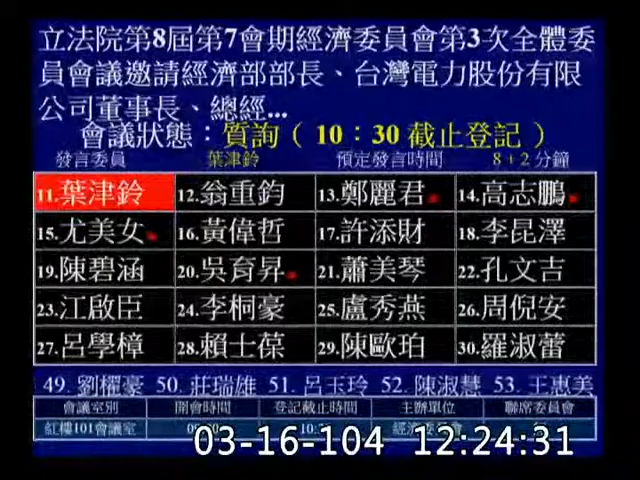 立法院第8屆第7會期經濟委員會第3次全體委
員會議邀請經濟部部長、台灣電力股份有限
公司董事長、總經...
會議狀態：質詢（10：30 截止登記）
發言委員 葉津鈴 預定發言時間 8+2 分鐘
11.葉津鈴 12.翁重鈞 13.鄭麗君 14.高志鵬
15.尤美女 16.黃偉哲 17.許添財 18.李昆澤
19.陳碧涵 20.吳育昇 21.蕭美琴 22.孔文吉
23.江啟臣 24.李桐豪 25.盧秀燕 26.周倪安
27.呂學樟 28.賴士葆 29.陳歐珀 30.羅淑蕾
49. 劉櫂豪 50. 莊瑞雄 51. 呂玉玲 52. 陳淑慧 53. 王惠美
會議室別 開會時間 登記截止時間 主辦單位 聯席委員會
紅樓101會議室
03-16-104 12:24:31